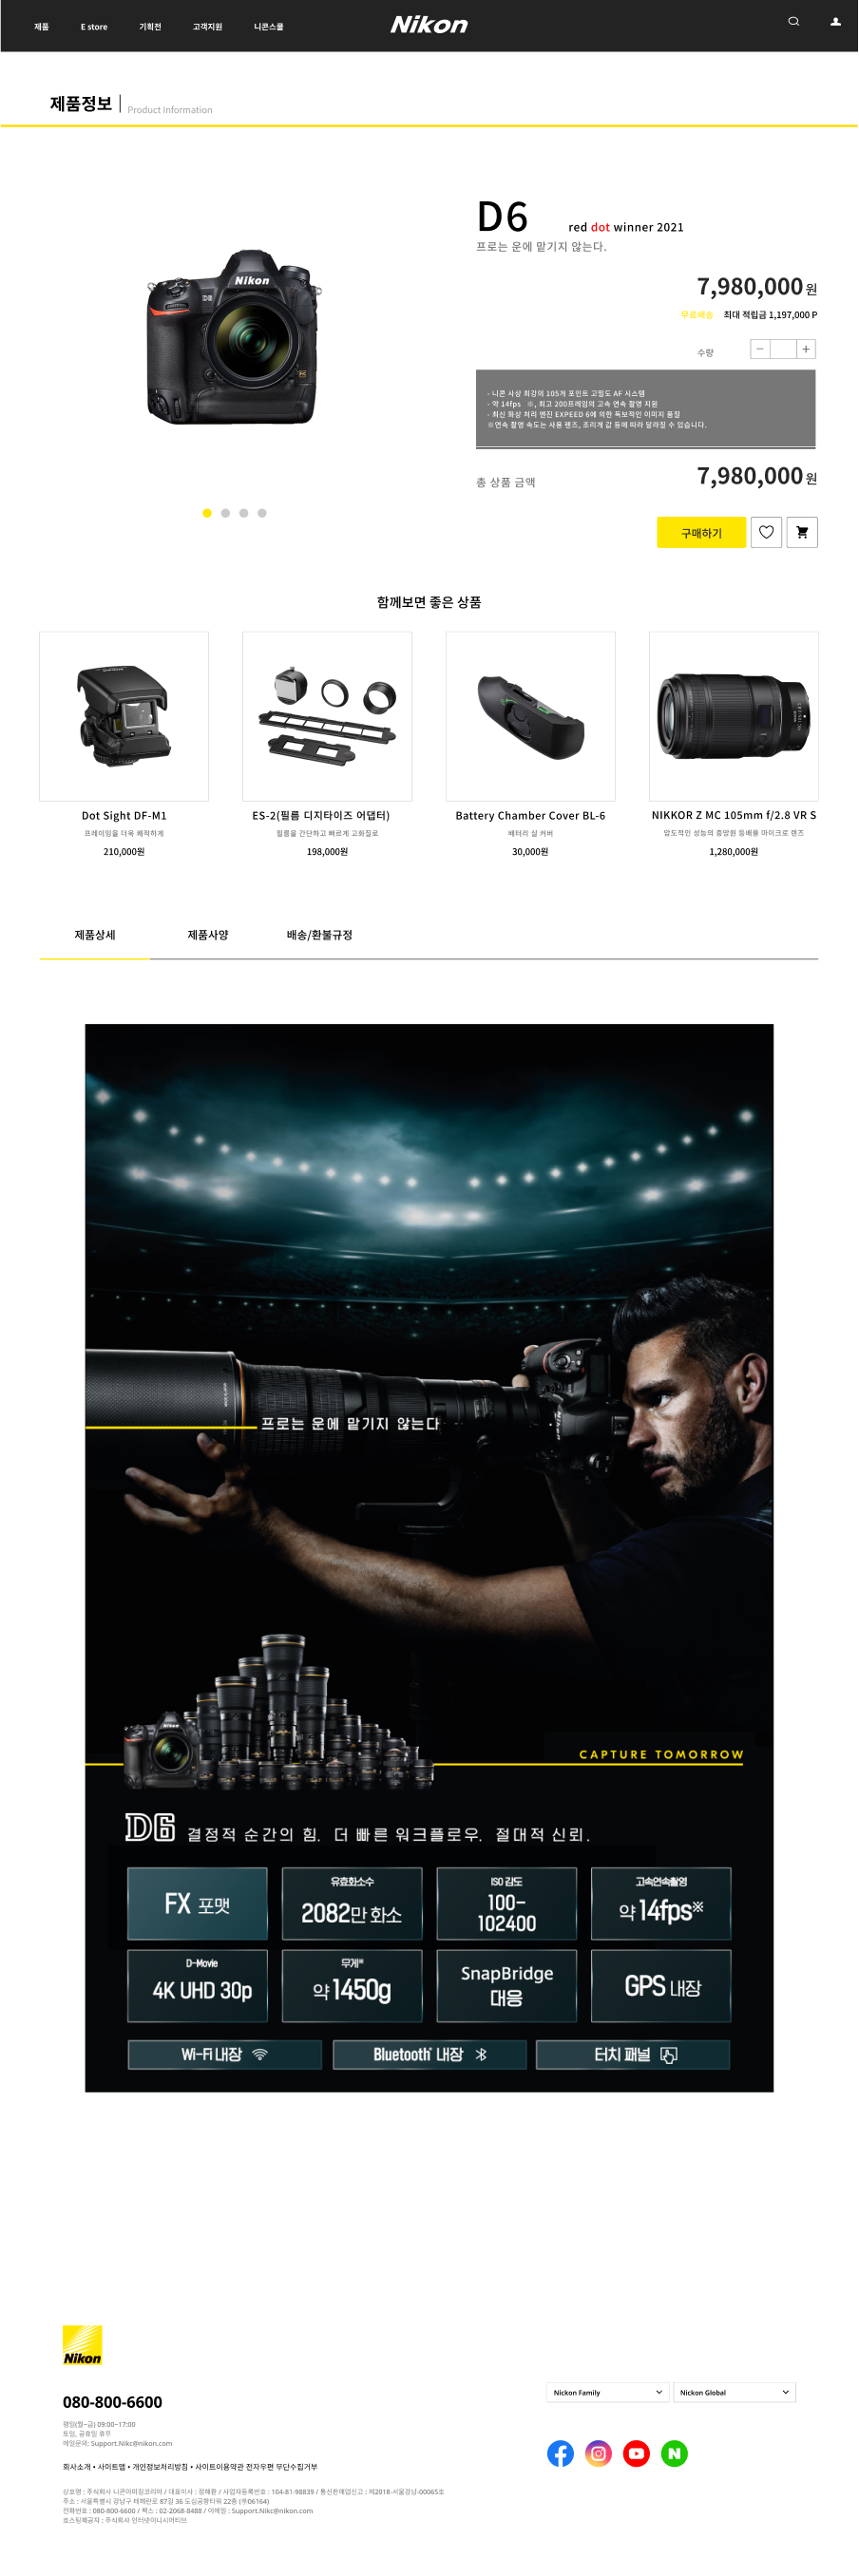 제품 E store 기획전 고객지원 니콘스쿨 Nikon
제품정보 Product Information
D6 red dot winner 2021
프로는 운에 맡기지 않는다.
7,980,000원
무료배송 최대 적립금 1,197,000 P
수량 − +
- 니콘 사상 최강의 105개 포인트 고밀도 AF 시스템
- 약 14fps ※, 최고 200프레임의 고속 연속 촬영 지원
- 최신 화상 처리 엔진 EXPEED 6에 의한 독보적인 이미지 품질
※연속 촬영 속도는 사용 렌즈, 조리개 값 등에 따라 달라질 수 있습니다.
총 상품 금액 7,980,000원
구매하기
Nikon
D6
FX
함께보면 좋은 상품
Dot Sight DF-M1
프레이밍을 더욱 쾌적하게
210,000원
ES-2(필름 디지타이즈 어댑터)
필름을 간단하고 빠르게 고화질로
198,000원
Battery Chamber Cover BL-6
배터리 실 커버
30,000원
NIKKOR Z MC 105mm f/2.8 VR S
압도적인 성능의 중망원 등배율 마이크로 렌즈
1,280,000원
제품상세 제품사양 배송/환불규정
프로는 운에 맡기지 않는다
Nikon
CAPTURE TOMORROW
D6 결정적 순간의 힘. 더 빠른 워크플로우. 절대적 신뢰.
FX 포맷
유효화소수
2082만 화소
ISO 감도
100-
102400
고속연속촬영
약 14fps※
D-Movie
4K UHD 30p
무게※
약 1450g
SnapBridge
대응
GPS 내장
Wi-Fi 내장
Bluetooth® 내장
터치 패널
Nikon
080-800-6600
평일(월~금) 09:00~17:00
토일, 공휴일 휴무
메일문의: Support.Nikc@nikon.com
Nickon Family
Nickon Global
회사소개 • 사이트맵 • 개인정보처리방침 • 사이트이용약관 전자우편 무단수집거부
상호명 : 주식회사 니콘이미징코리아 / 대표이사 : 정해환 / 사업자등록번호 : 104-81-98839 / 통신판매업신고 : 제2018-서울강남-00065호
주소 : 서울특별시 강남구 테헤란로 87길 36 도심공항타워 22층 (우06164)
전화번호 : 080-800-6600 / 팩스 : 02-2068-8488 / 이메일 : Support.Nikc@nikon.com
호스팅제공자 : 주식회사 인터넷이니시어티브